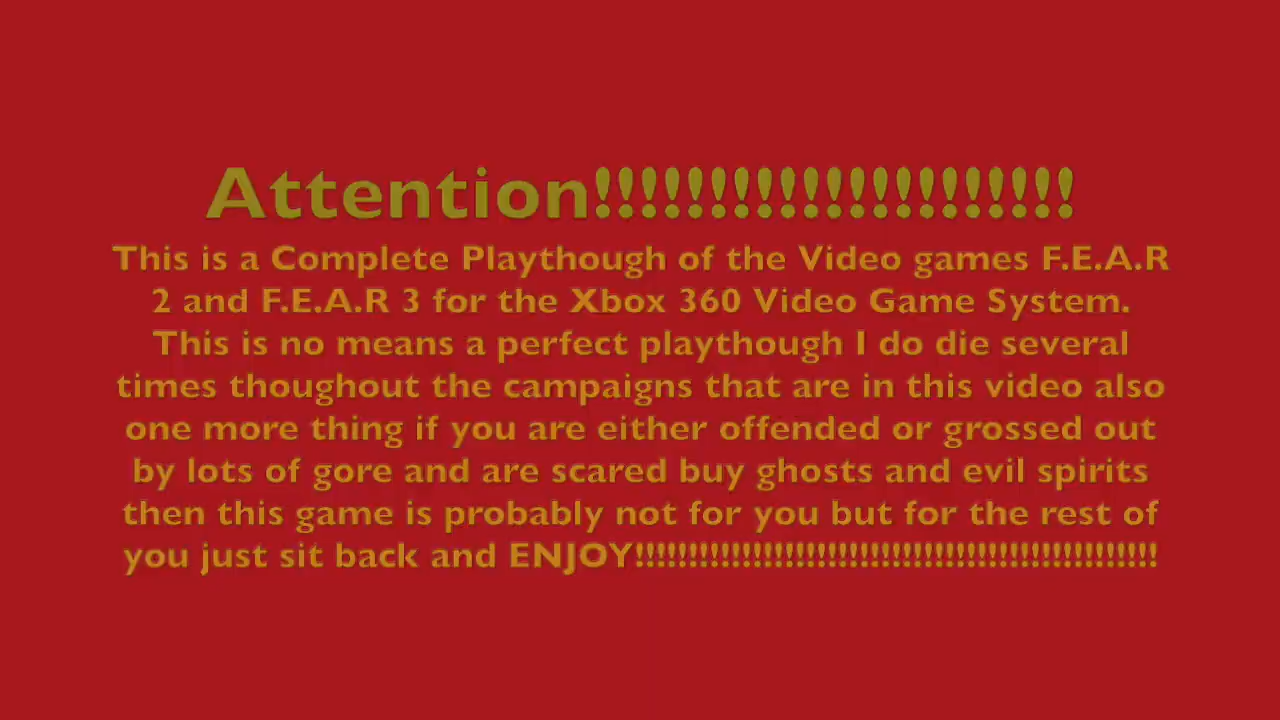 Attention!!!!!!!!!!!!!!!!!!!!!
This is a Complete Playthough of the Video games F.E.A.R
2 and F.E.A.R 3 for the Xbox 360 Video Game System.
This is no means a perfect playthough I do die several
times thoughout the campaigns that are in this video also
one more thing if you are either offended or grossed out
by lots of gore and are scared buy ghosts and evil spirits
then this game is probably not for you but for the rest of
you just sit back and ENJOY!!!!!!!!!!!!!!!!!!!!!!!!!!!!!!!!!!!!!!!!!!!!!!!!!